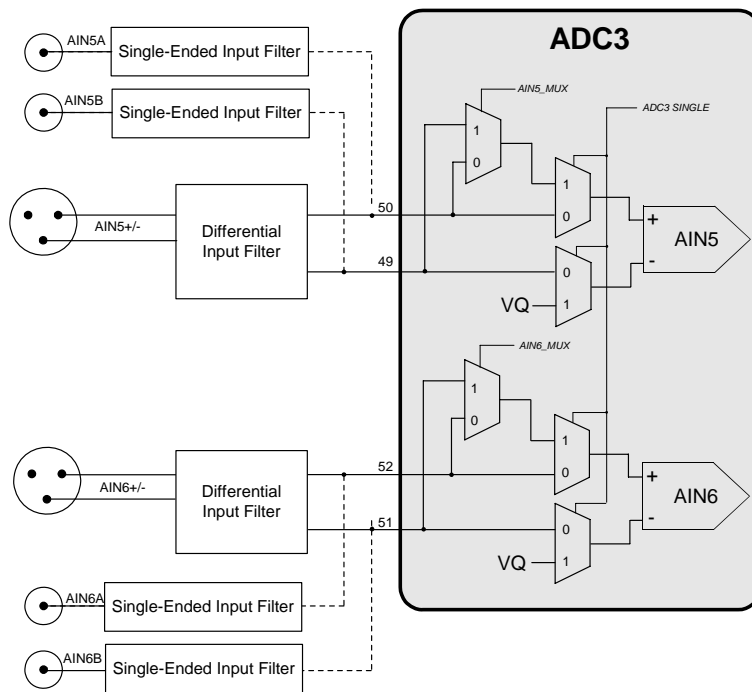 ADC3
AIN5A
Single-Ended Input Filter
AIN5B
Single-Ended Input Filter
AIN5_MUX
ADC3 SINGLE
1
0
1
0
50
AIN5+/-
Differential
Input Filter
+
AIN5
-
49
0
1
VQ
AIN6_MUX
1
0
1
0
52
AIN6+/-
Differential
Input Filter
+
AIN6
-
51
0
1
VQ
AIN6A
Single-Ended Input Filter
AIN6B
Single-Ended Input Filter